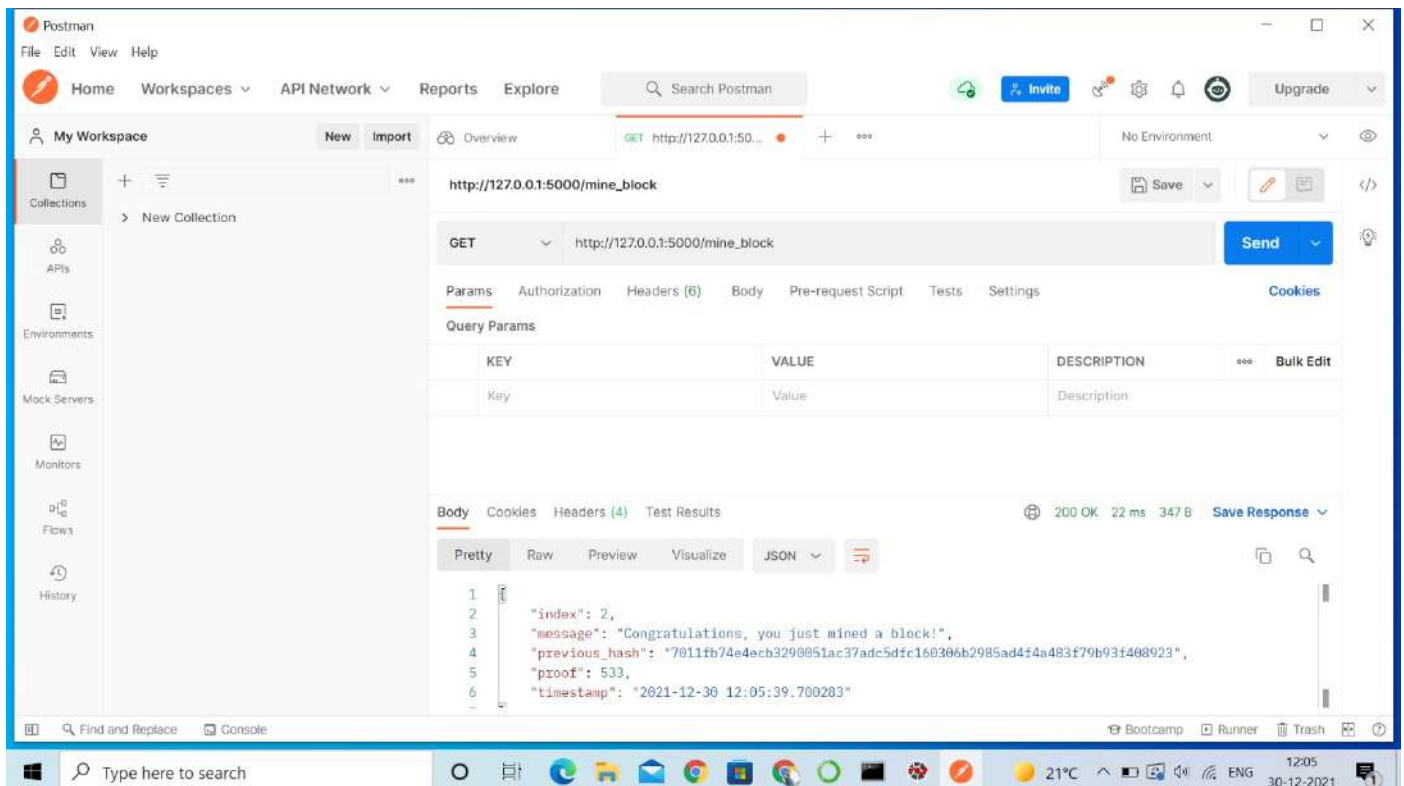 Postman
File Edit View Help
Home Workspaces API Network Reports Explore Search Postman Invite Upgrade
My Workspace New Import Overview GET http://127.0.0.1:50... No Environment
Collections
APIs
Environments
Mock Servers
Monitors
Flows
History
New Collection
http://127.0.0.1:5000/mine_block Save
GET http://127.0.0.1:5000/mine_block Send
Params Authorization Headers (6) Body Pre-request Script Tests Settings Cookies
Query Params
KEY VALUE DESCRIPTION Bulk Edit
Key Value Description
Body Cookies Headers (4) Test Results 200 OK 22 ms 347 B Save Response
Pretty Raw Preview Visualize JSON
1 {
2 "index": 2,
3 "message": "Congratulations, you just mined a block!",
4 "previous_hash": "7011fb74e4ecb3290051ac37adc5dfc160306b2985ad4f4a483f79b93f408923",
5 "proof": 533,
6 "timestamp": "2021-12-30 12:05:39.700283"
Find and Replace Console Bootcamp Runner Trash
Type here to search 21°C ENG 12:05
30-12-2021